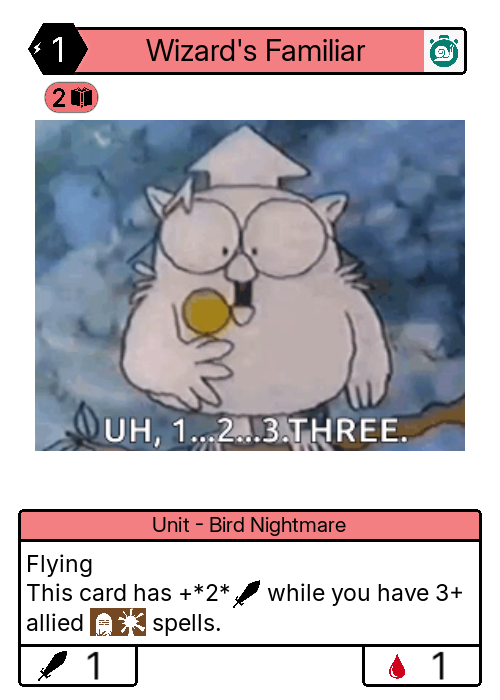 1 Wizard's Familiar
2
UH, 1...2...3.THREE.
Unit - Bird Nightmare
Flying
This card has +*2* while you have 3+
allied spells.
1 1